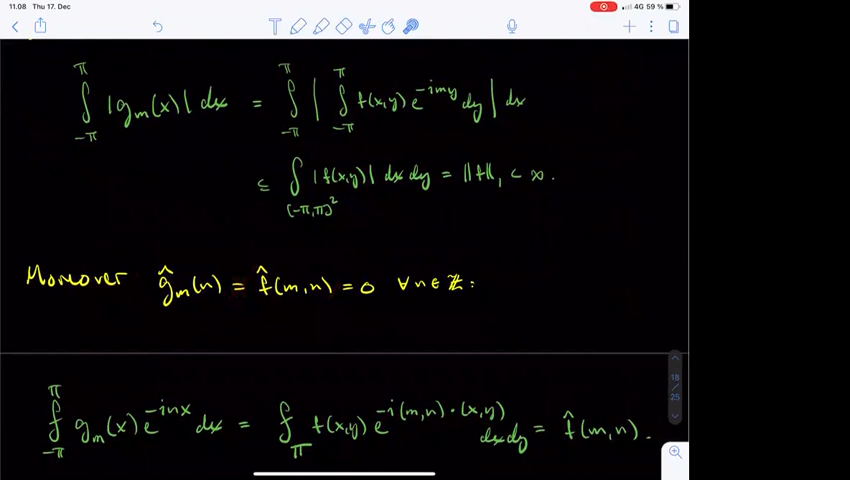 11.08 Thu 17. Dec 4G 59 %
∫_{-π}^{π} |g_m(x)| dx = ∫_{-π}^{π} | ∫_{-π}^{π} f(x,y) e^{-imy} dy | dx
≤ ∫_{(-π,π)^2} |f(x,y)| dx dy = ||f||_1 < ∞.
Moreover ĝ_m(n) = f̂(m,n) = 0 ∀n∈ℤ:
⨍_{-π}^{π} g_m(x) e^{-inx} dx = ⨍_{π} f(x,y) e^{-i(m,n)·(x,y)} dx dy = f̂(m,n).
18 / 25